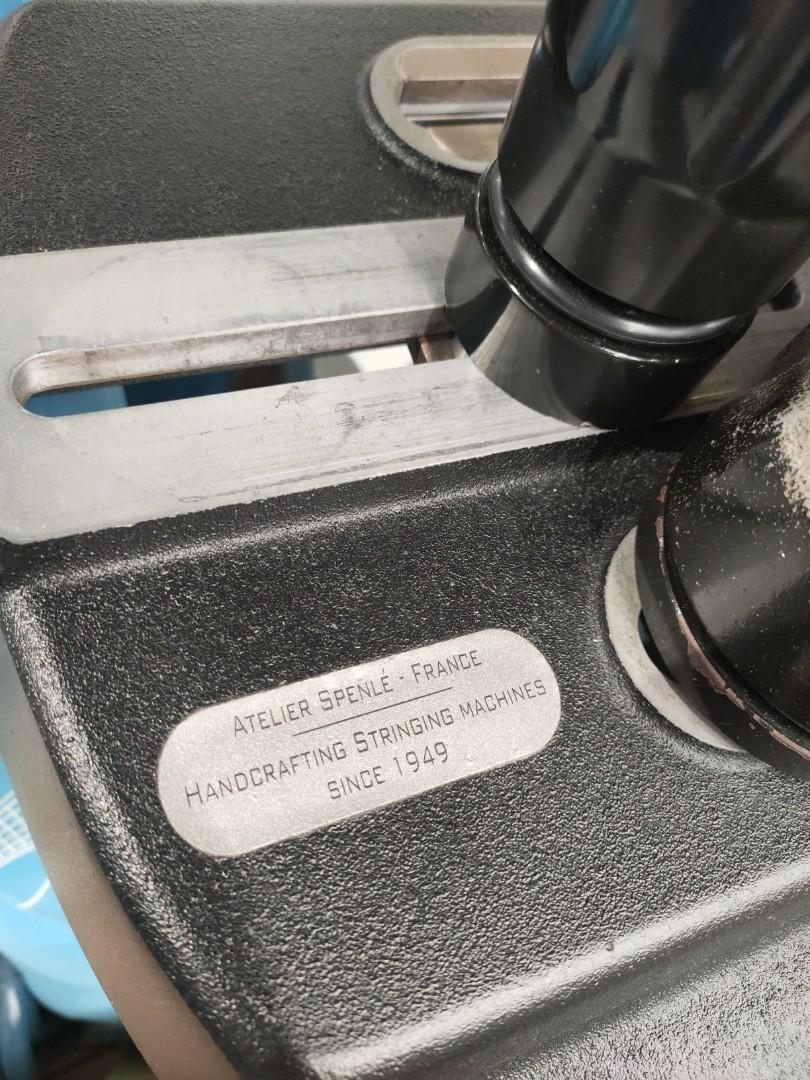 Atelier Spenlé - France
Handcrafting Stringing machines
since 1949